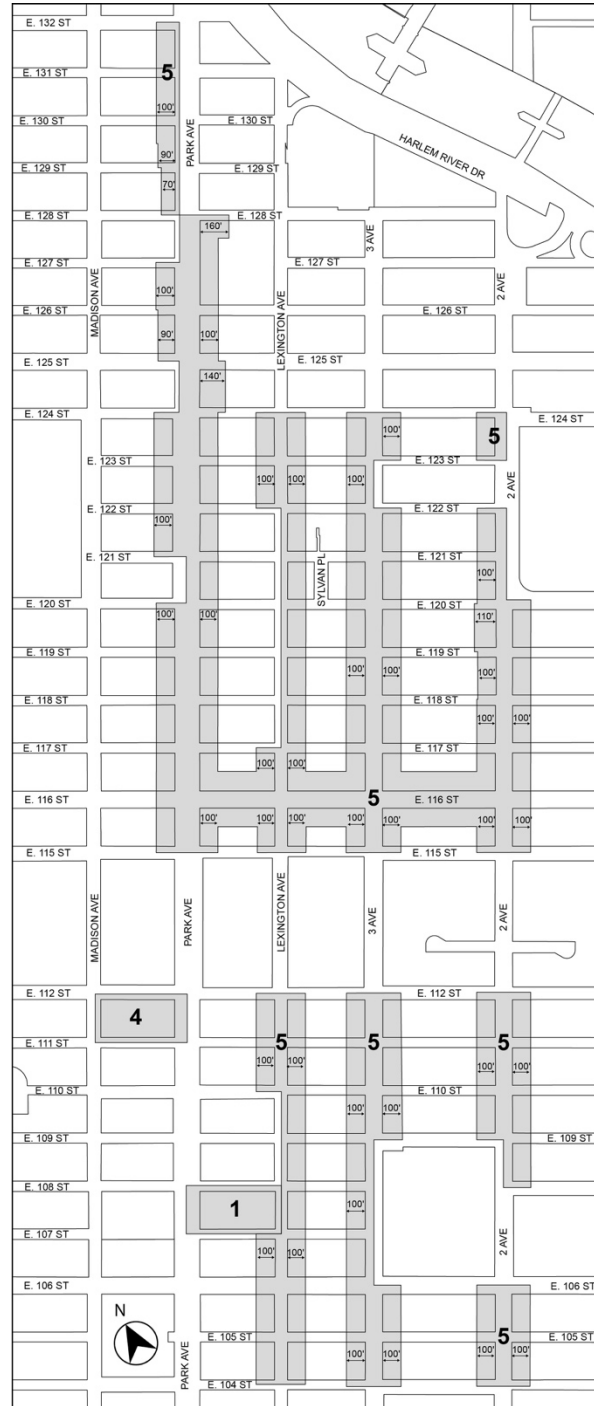 E. 132 ST
5
E. 131 ST
100'
E. 130 ST
E. 130 ST
PARK AVE
HARLEM RIVER DR
90'
E. 129 ST
E. 129 ST
70'
E. 128 ST
E. 128 ST
160'
3 AVE
E. 127 ST
E. 127 ST
MADISON AVE
100'
LEXINGTON AVE
2 AVE
E. 126 ST
E. 126 ST
90'
100'
E. 125 ST
E. 125 ST
140'
E. 124 ST
E. 124 ST
100'
5
E. 123 ST
E. 123 ST
100'
100'
100'
2 AVE
E. 122 ST
E. 122 ST
100'
E. 121 ST
E. 121 ST
SYLVAN PL
100'
E. 120 ST
E. 120 ST
100'
100'
110'
E. 119 ST
E. 119 ST
100'
100'
100'
E. 118 ST
E. 118 ST
100'
100'
E. 117 ST
E. 117 ST
100'
100'
E. 116 ST
5
E. 116 ST
100'
100'
100'
100'
100'
100'
100'
E. 115 ST
E. 115 ST
MADISON AVE
PARK AVE
LEXINGTON AVE
3 AVE
2 AVE
E. 112 ST
E. 112 ST
4
5
5
5
E. 111 ST
100'
100'
100'
100'
E. 110 ST
E. 110 ST
100'
100'
E. 109 ST
E. 109 ST
E. 108 ST
1
100'
E. 107 ST
100'
100'
2 AVE
E. 106 ST
E. 106 ST
N
E. 105 ST
5
E. 105 ST
PARK AVE
100'
100'
100'
100'
E. 104 ST